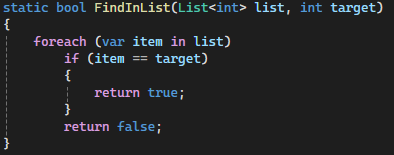 static bool FindInList(List<int> list, int target)
{
    foreach (var item in list)
        if (item == target)
        {
            return true;
        }
        return false;
}